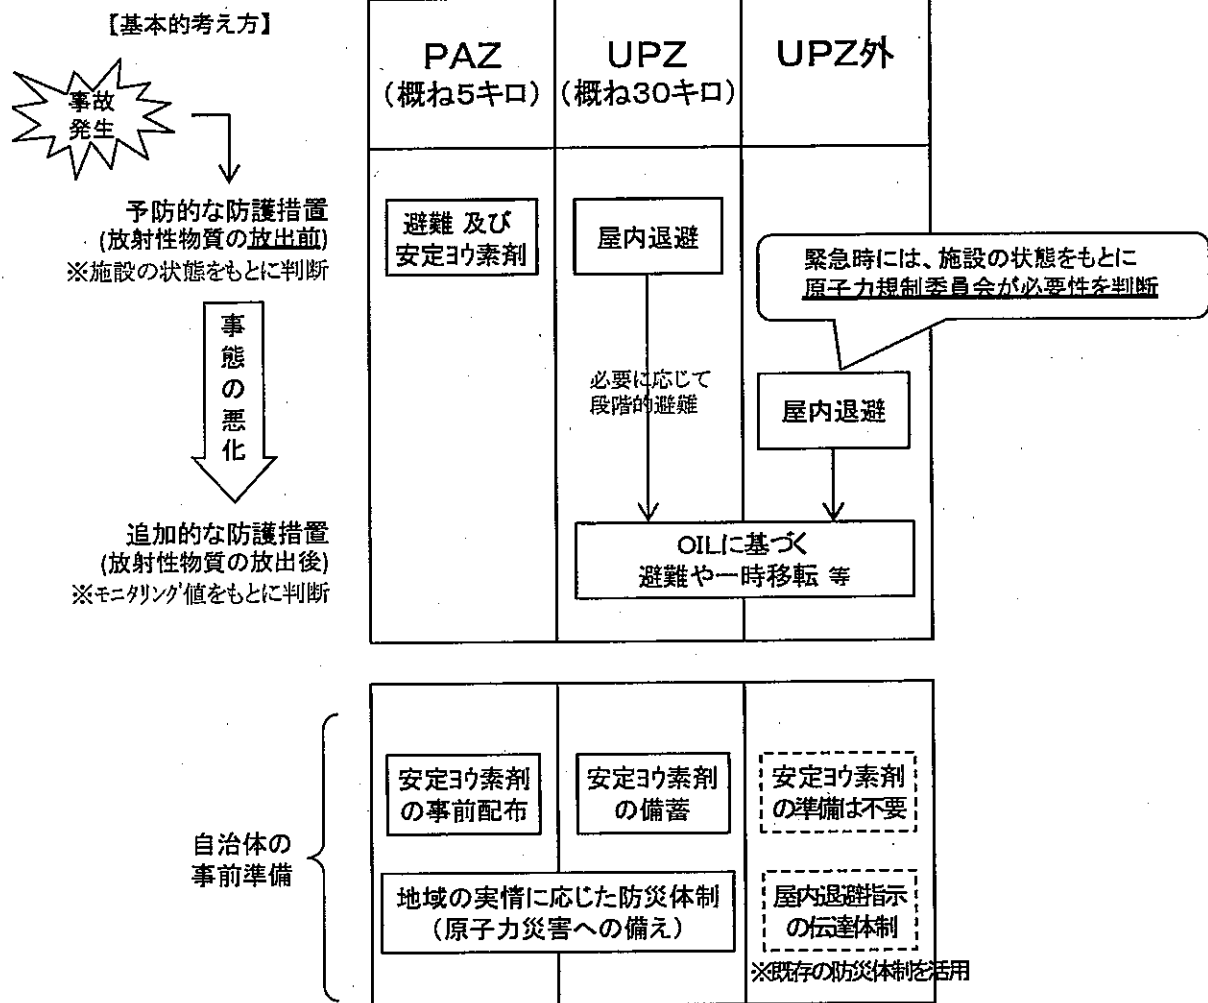 【基本的考え方】
PAZ
(概ね5キロ)
UPZ
(概ね30キロ)
UPZ外
事故
発生
予防的な防護措置
(放射性物質の放出前)
※施設の状態をもとに判断
避難 及び
安定ヨウ素剤
屋内退避
緊急時には、施設の状態をもとに
原子力規制委員会が必要性を判断
事態の悪化
必要に応じて
段階的避難
屋内退避
追加的な防護措置
(放射性物質の放出後)
※モニタリング値をもとに判断
OILに基づく
避難や一時移転 等
自治体の
事前準備
安定ヨウ素剤
の事前配布
安定ヨウ素剤
の備蓄
安定ヨウ素剤
の準備は不要
地域の実情に応じた防災体制
(原子力災害への備え)
屋内退避指示
の伝達体制
※既存の防災体制を活用